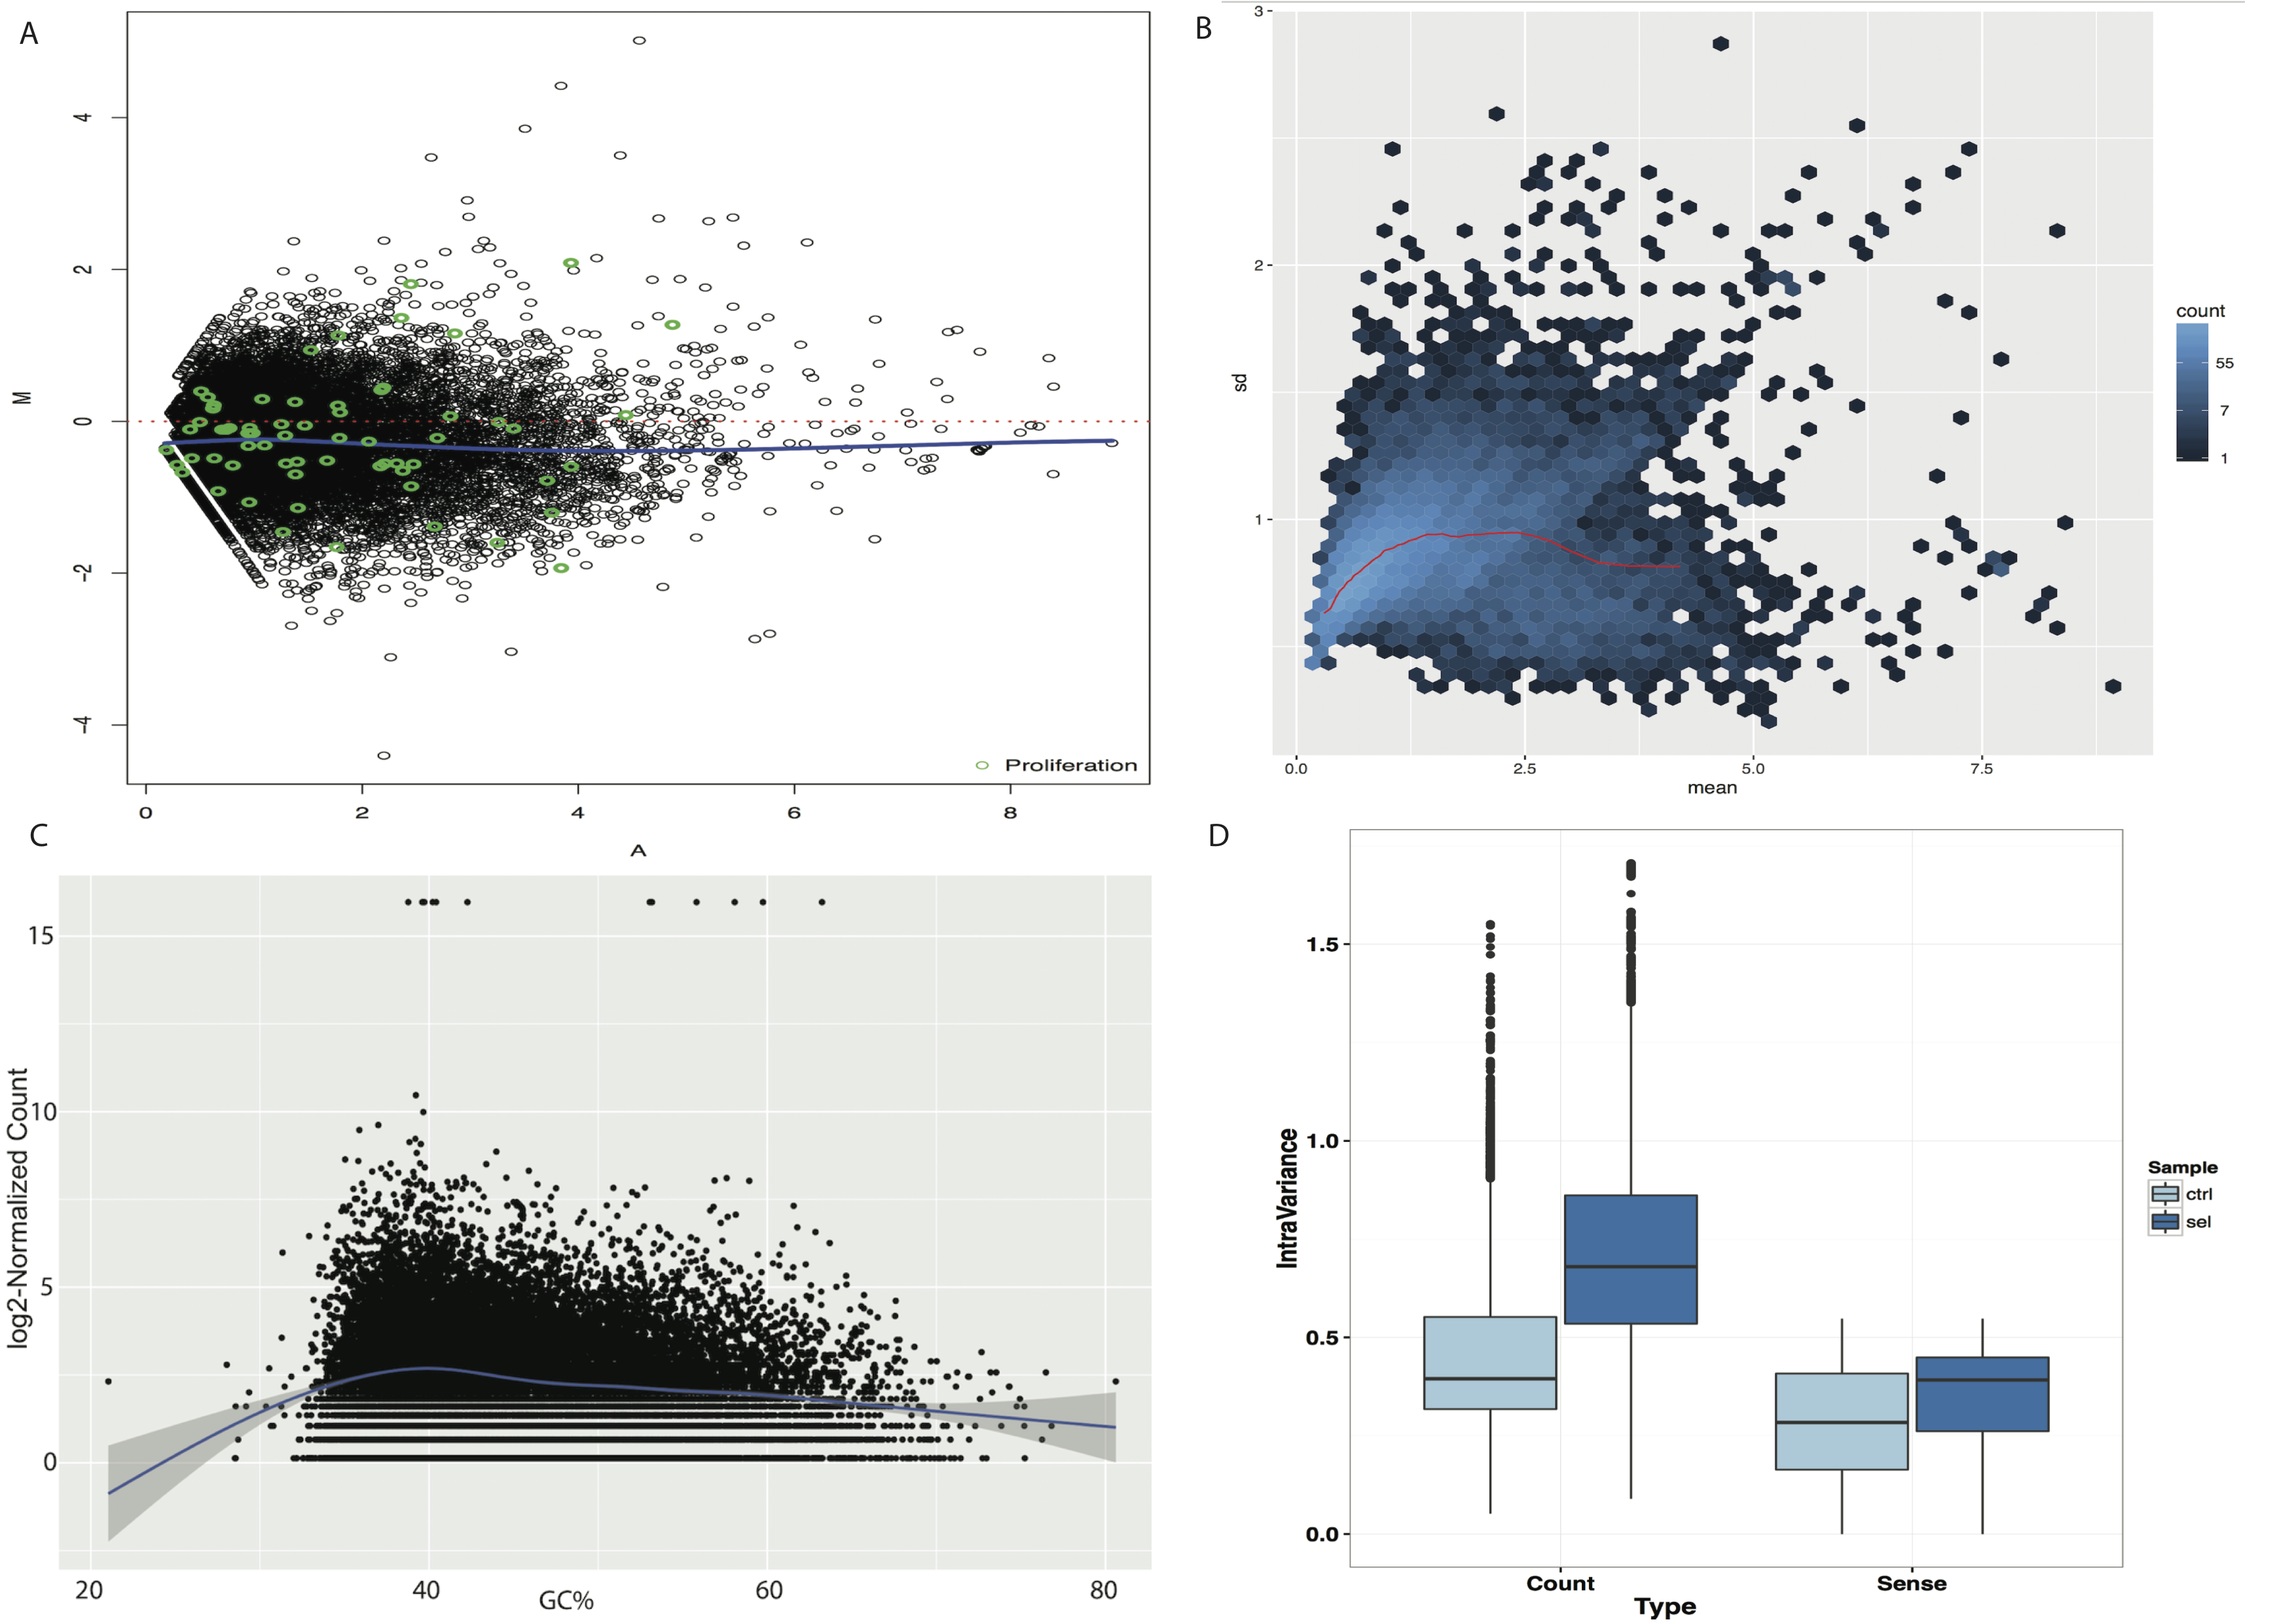 A
M
4
2
0
-2
-4
Proliferation
0 2 4 6 8
A
B
sd
3
2
1
0.0 2.5 5.0 7.5
mean
count
55
7
1
C
log2-Normalized Count
15
10
5
0
20 40 60 80
GC%
D
IntraVariance
1.5
1.0
0.5
0.0
Count Sense
Type
Sample
ctrl
sel